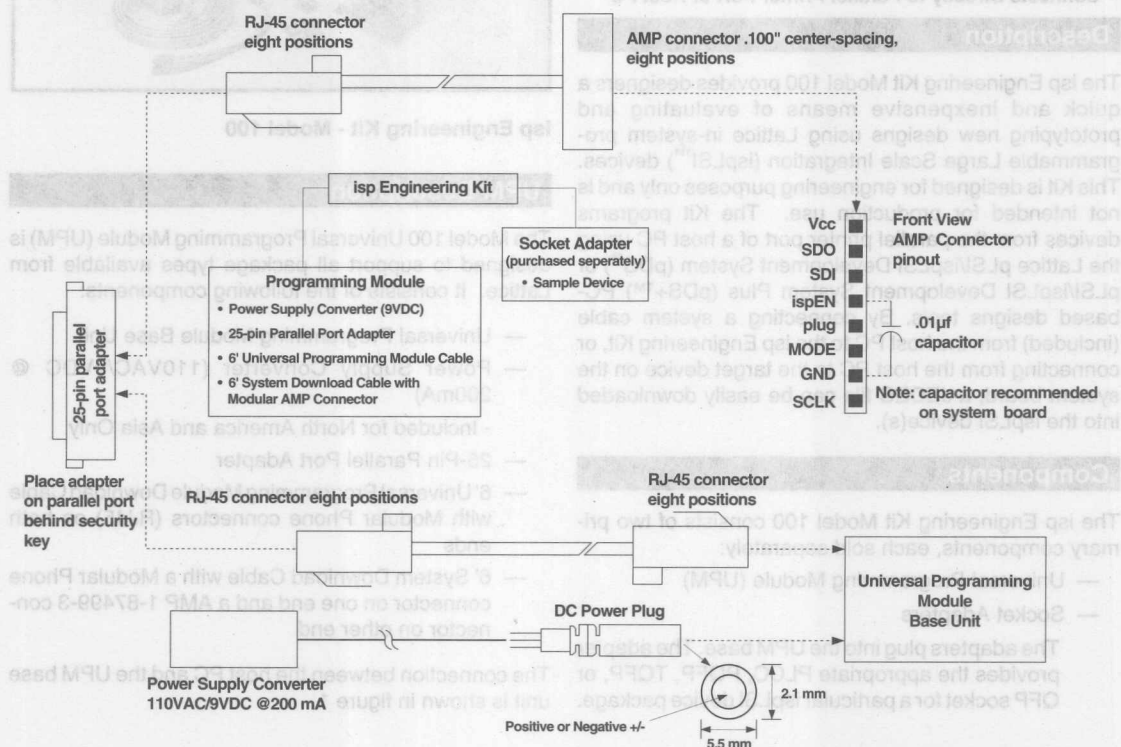 RJ-45 connector
eight positions
AMP connector .100" center-spacing,
eight positions
isp Engineering Kit
Socket Adapter
(purchased seperately)
• Sample Device
Programming Module
• Power Supply Converter (9VDC)
• 25-pin Parallel Port Adapter
• 6' Universal Programming Module Cable
• 6' System Download Cable with
Modular AMP Connector
25-pin parallel
port adapter
Place adapter
on parallel port
behind security
key
Vcc
SDO
SDI
ispEN
plug
MODE
GND
SCLK
Front View
AMP Connector
pinout
.01µf
capacitor
Note: capacitor recommended
on system board
RJ-45 connector eight positions
RJ-45 connector
eight positions
Universal Programming
Module
Base Unit
DC Power Plug
Power Supply Converter
110VAC/9VDC @200 mA
Positive or Negative +/-
2.1 mm
5.5 mm